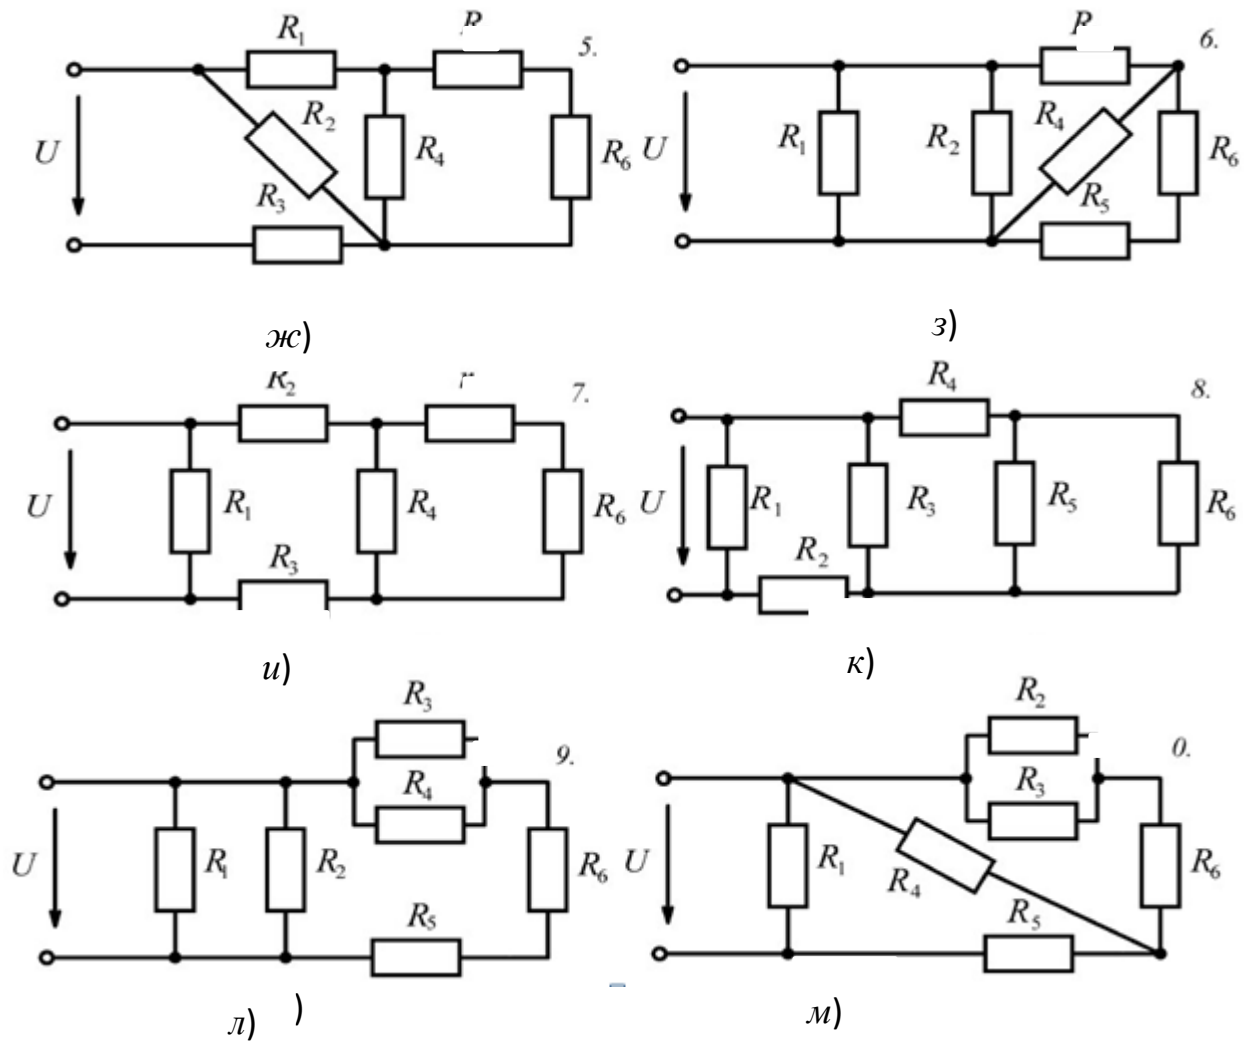 R₁ 5.
R₂
U R₄ R₆
R₃
ж)
6.
R₄
U R₁ R₂ R₆
R₅
з)
R₂ 7.
U R₁ R₄ R₆
R₃
и)
R₄ 8.
U R₁ R₃ R₅ R₆
R₂
к)
R₃
9.
R₄
U R₁ R₂ R₆
R₅
л) )
R₂
0.
R₃
U R₁ R₄ R₆
R₅
м)